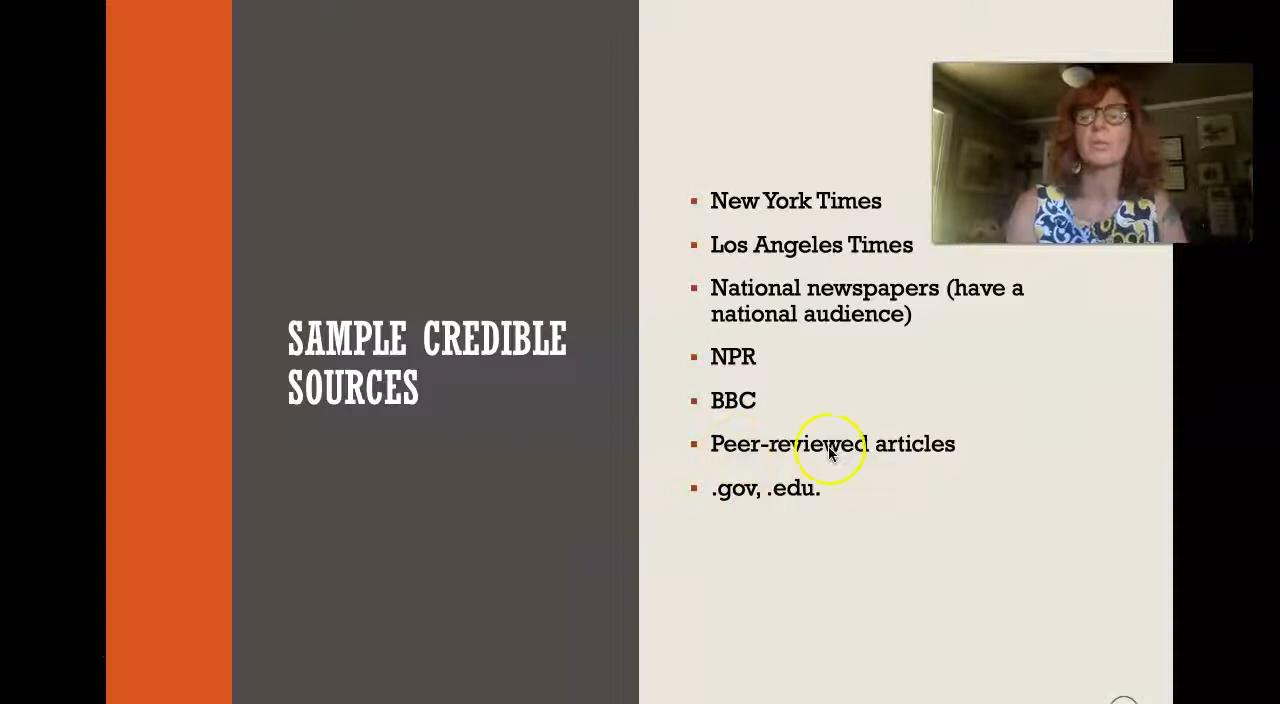 SAMPLE CREDIBLE
SOURCES
New York Times
Los Angeles Times
National newspapers (have a
national audience)
NPR
BBC
Peer-reviewed articles
.gov, .edu.